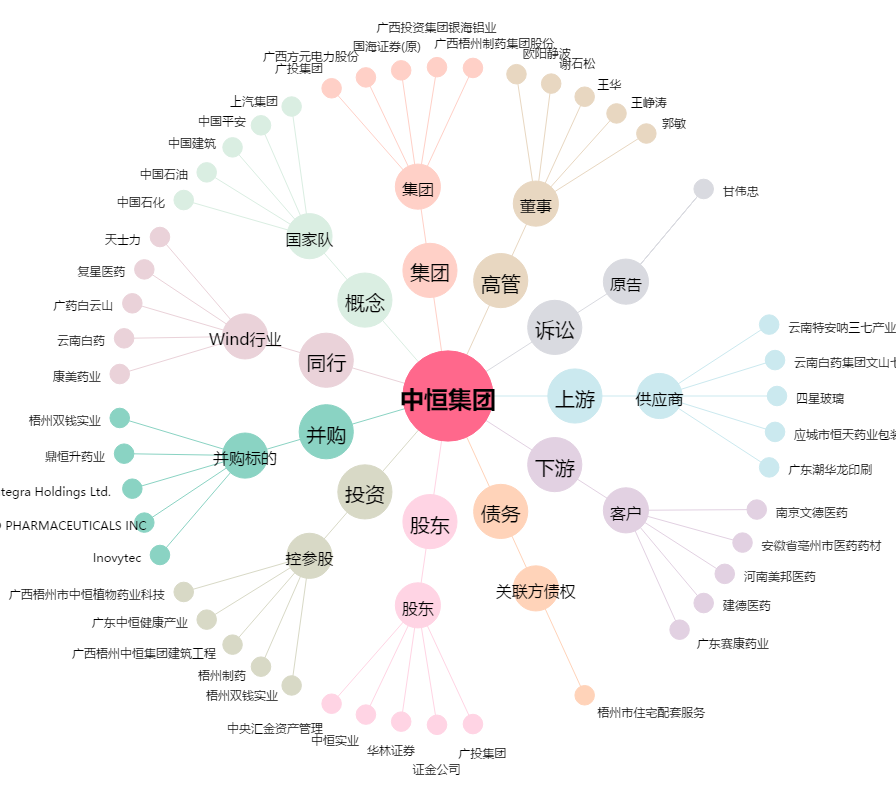 中恒集团
集团
集团
广投集团
广西方元电力股份
国海证券(原)
广西投资集团银海铝业
广西梧州制药集团股份
高管
董事
欧阳静波
谢石松
王华
王峥涛
郭敏
诉讼
原告
甘伟忠
上游
供应商
云南特安呐三七产业
云南白药集团文山七
四星玻璃
应城市恒天药业包装
广东潮华龙印刷
下游
客户
南京文德医药
安徽省亳州市医药药材
河南美邦医药
建德医药
广东赛康药业
债务
关联方债权
梧州市住宅配套服务
股东
股东
广投集团
证金公司
华林证券
中恒实业
中央汇金资产管理
投资
控参股
梧州双钱实业
梧州制药
广西梧州中恒集团建筑工程
广东中恒健康产业
广西梧州市中恒植物药业科技
并购
并购标的
Inovytec
PHARMACEUTICALS INC
tegra Holdings Ltd.
鼎恒升药业
梧州双钱实业
同行
Wind行业
康美药业
云南白药
广药白云山
复星医药
天士力
概念
国家队
中国石化
中国石油
中国建筑
中国平安
上汽集团